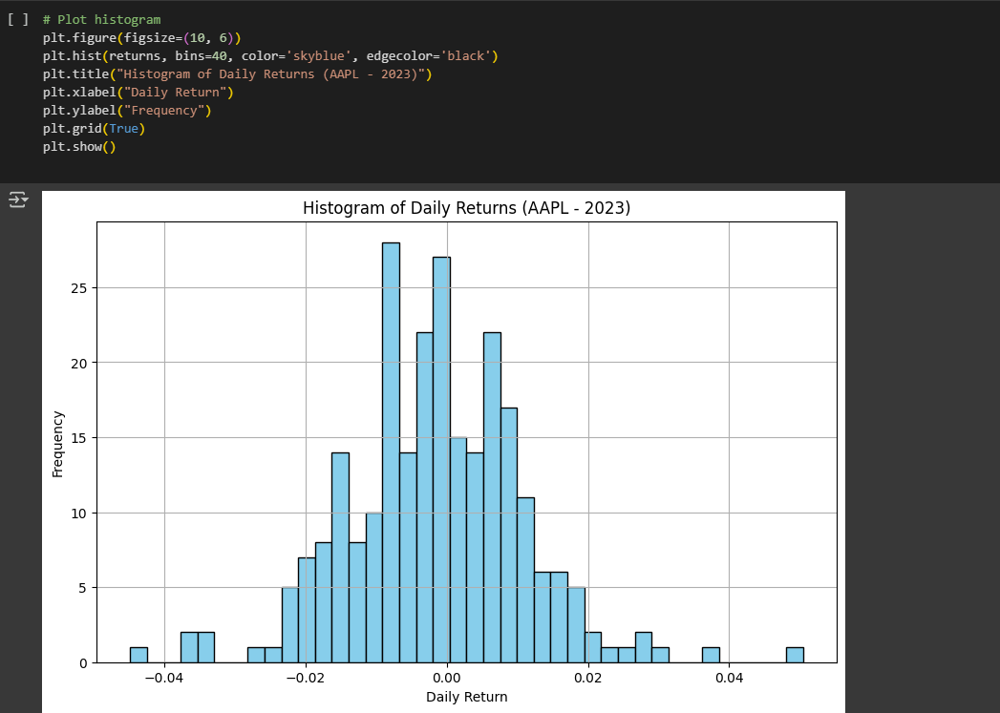 [ ] # Plot histogram
plt.figure(figsize=(10, 6))
plt.hist(returns, bins=40, color='skyblue', edgecolor='black')
plt.title("Histogram of Daily Returns (AAPL - 2023)")
plt.xlabel("Daily Return")
plt.ylabel("Frequency")
plt.grid(True)
plt.show()
Histogram of Daily Returns (AAPL - 2023)
25
20
15
10
5
0
Frequency
−0.04 −0.02 0.00 0.02 0.04
Daily Return